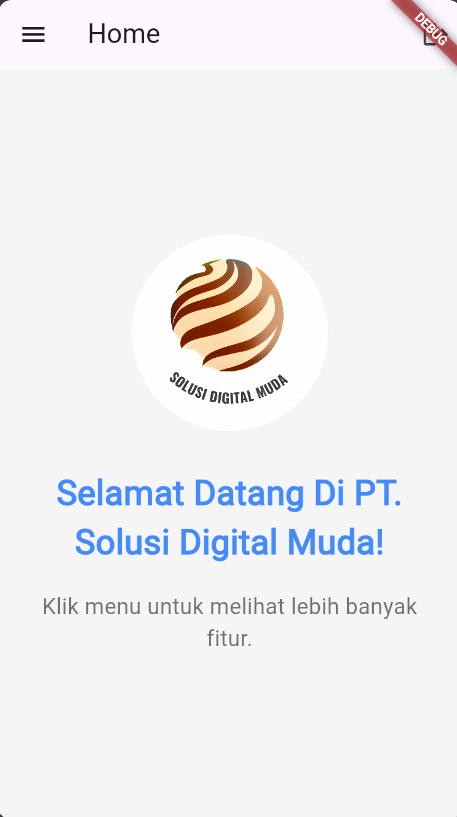 Home
DEBUG
SOLUSI DIGITAL MUDA
Selamat Datang Di PT.
Solusi Digital Muda!
Klik menu untuk melihat lebih banyak
fitur.